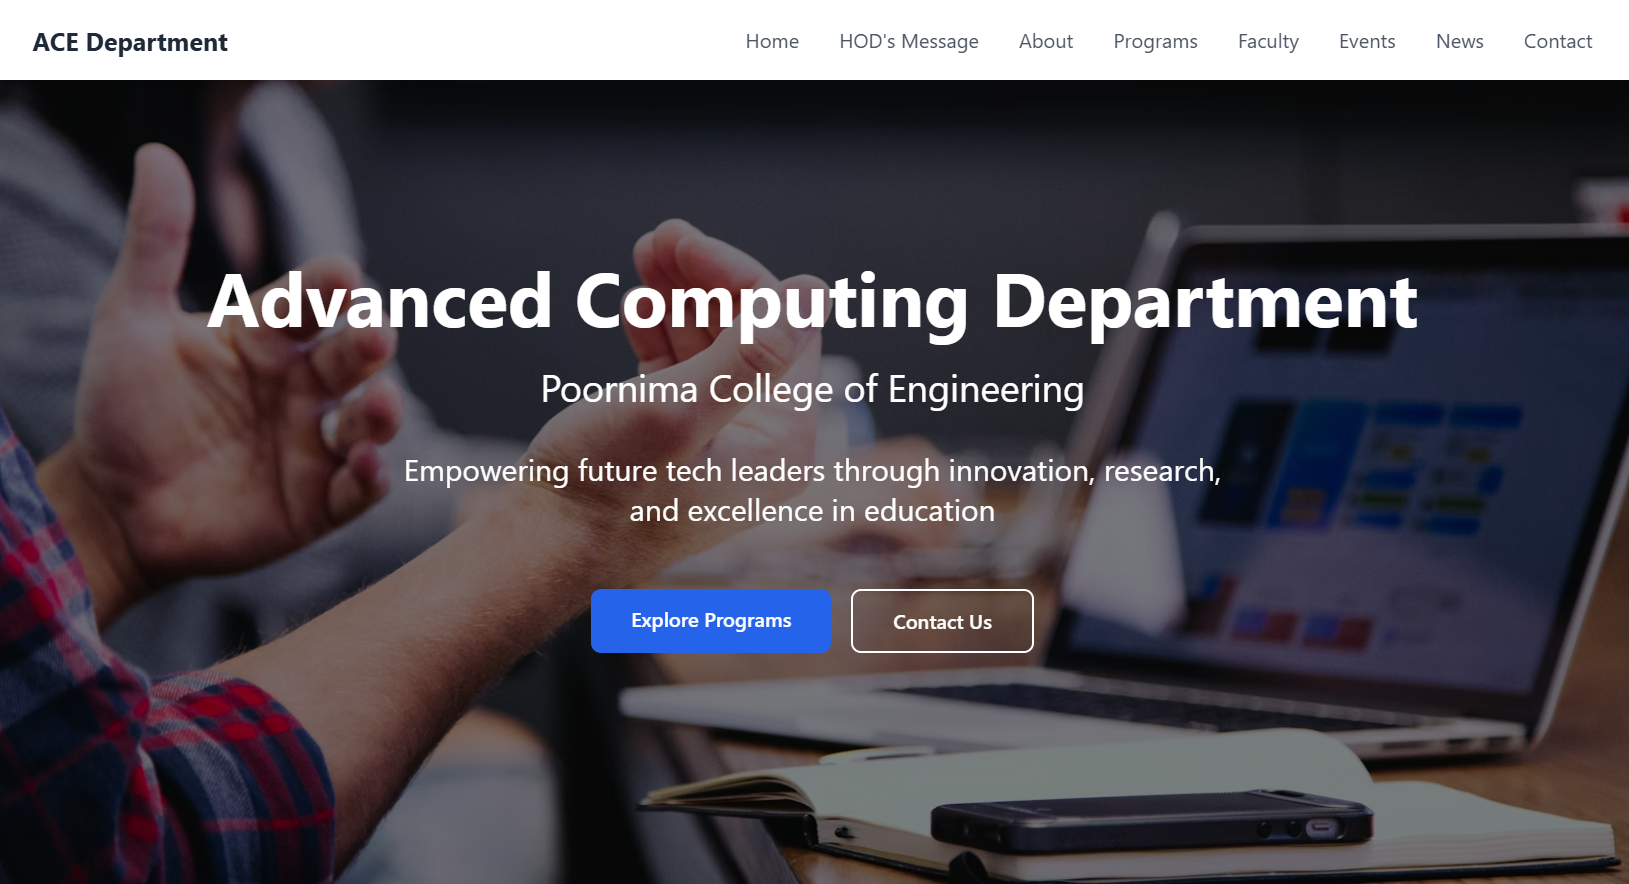 ACE Department
Home HOD's Message About Programs Faculty Events News Contact
Advanced Computing Department
Poornima College of Engineering
Empowering future tech leaders through innovation, research,
and excellence in education
Explore Programs Contact Us